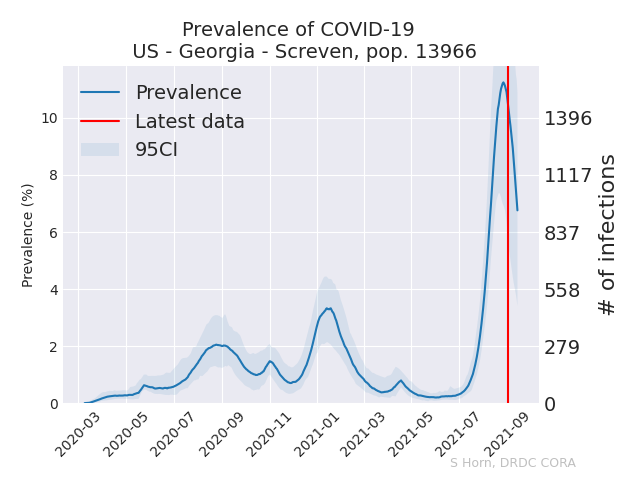 Prevalence of COVID-19
US - Georgia - Screven, pop. 13966
Prevalence
Latest data
95CI
Prevalence (%)
10
8
6
4
2
0
1396
1117
837
558
279
0
# of infections
2020-03
2020-05
2020-07
2020-09
2020-11
2021-01
2021-03
2021-05
2021-07
2021-09
S Horn, DRDC CORA